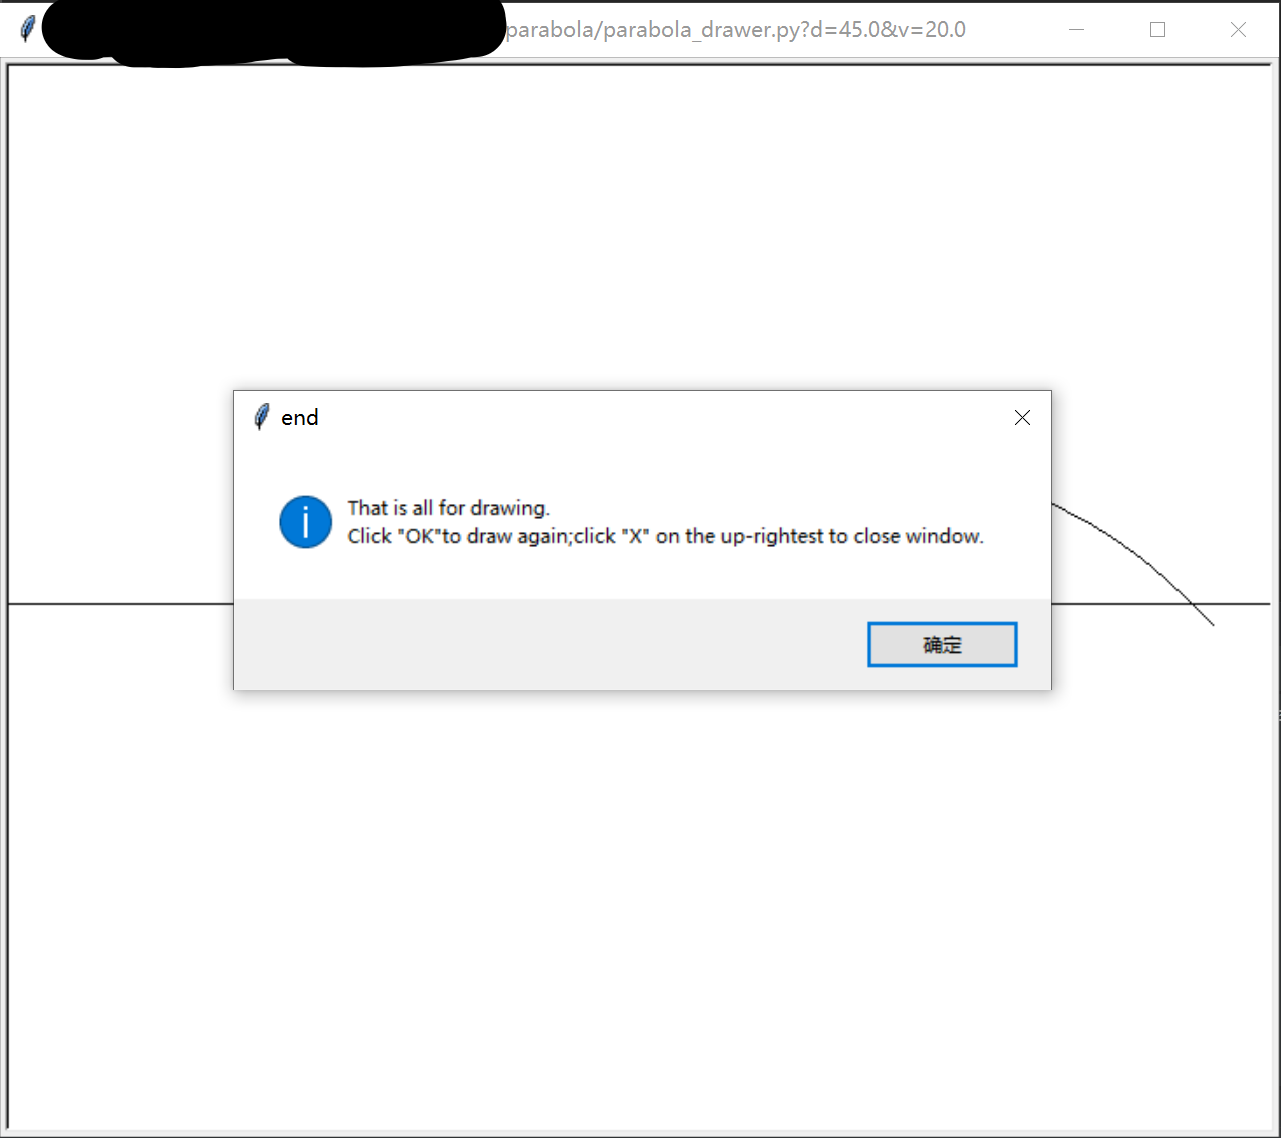 parabola/parabola_drawer.py?d=45.0&v=20.0
end
That is all for drawing.
Click "OK"to draw again;click "X" on the up-rightest to close window.
确定